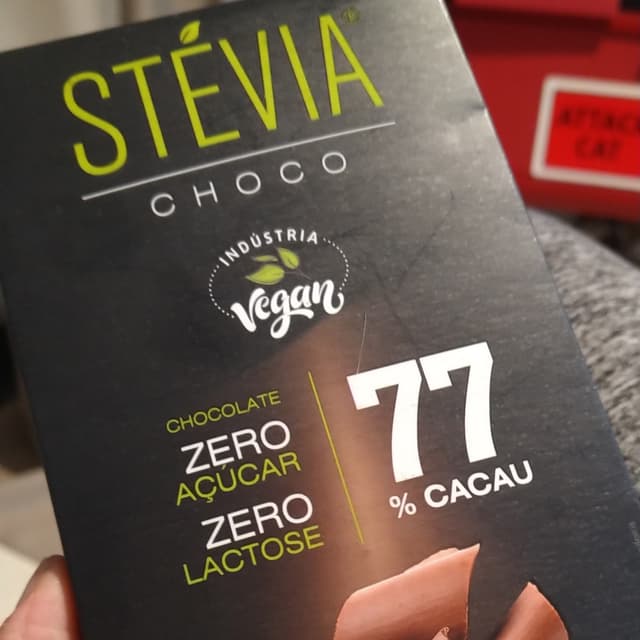 STÉVIA®
CHOCO
INDÚSTRIA
Vegan
CHOCOLATE
ZERO
AÇÚCAR
ZERO
LACTOSE
77
% CACAU
ATTACK
CAT